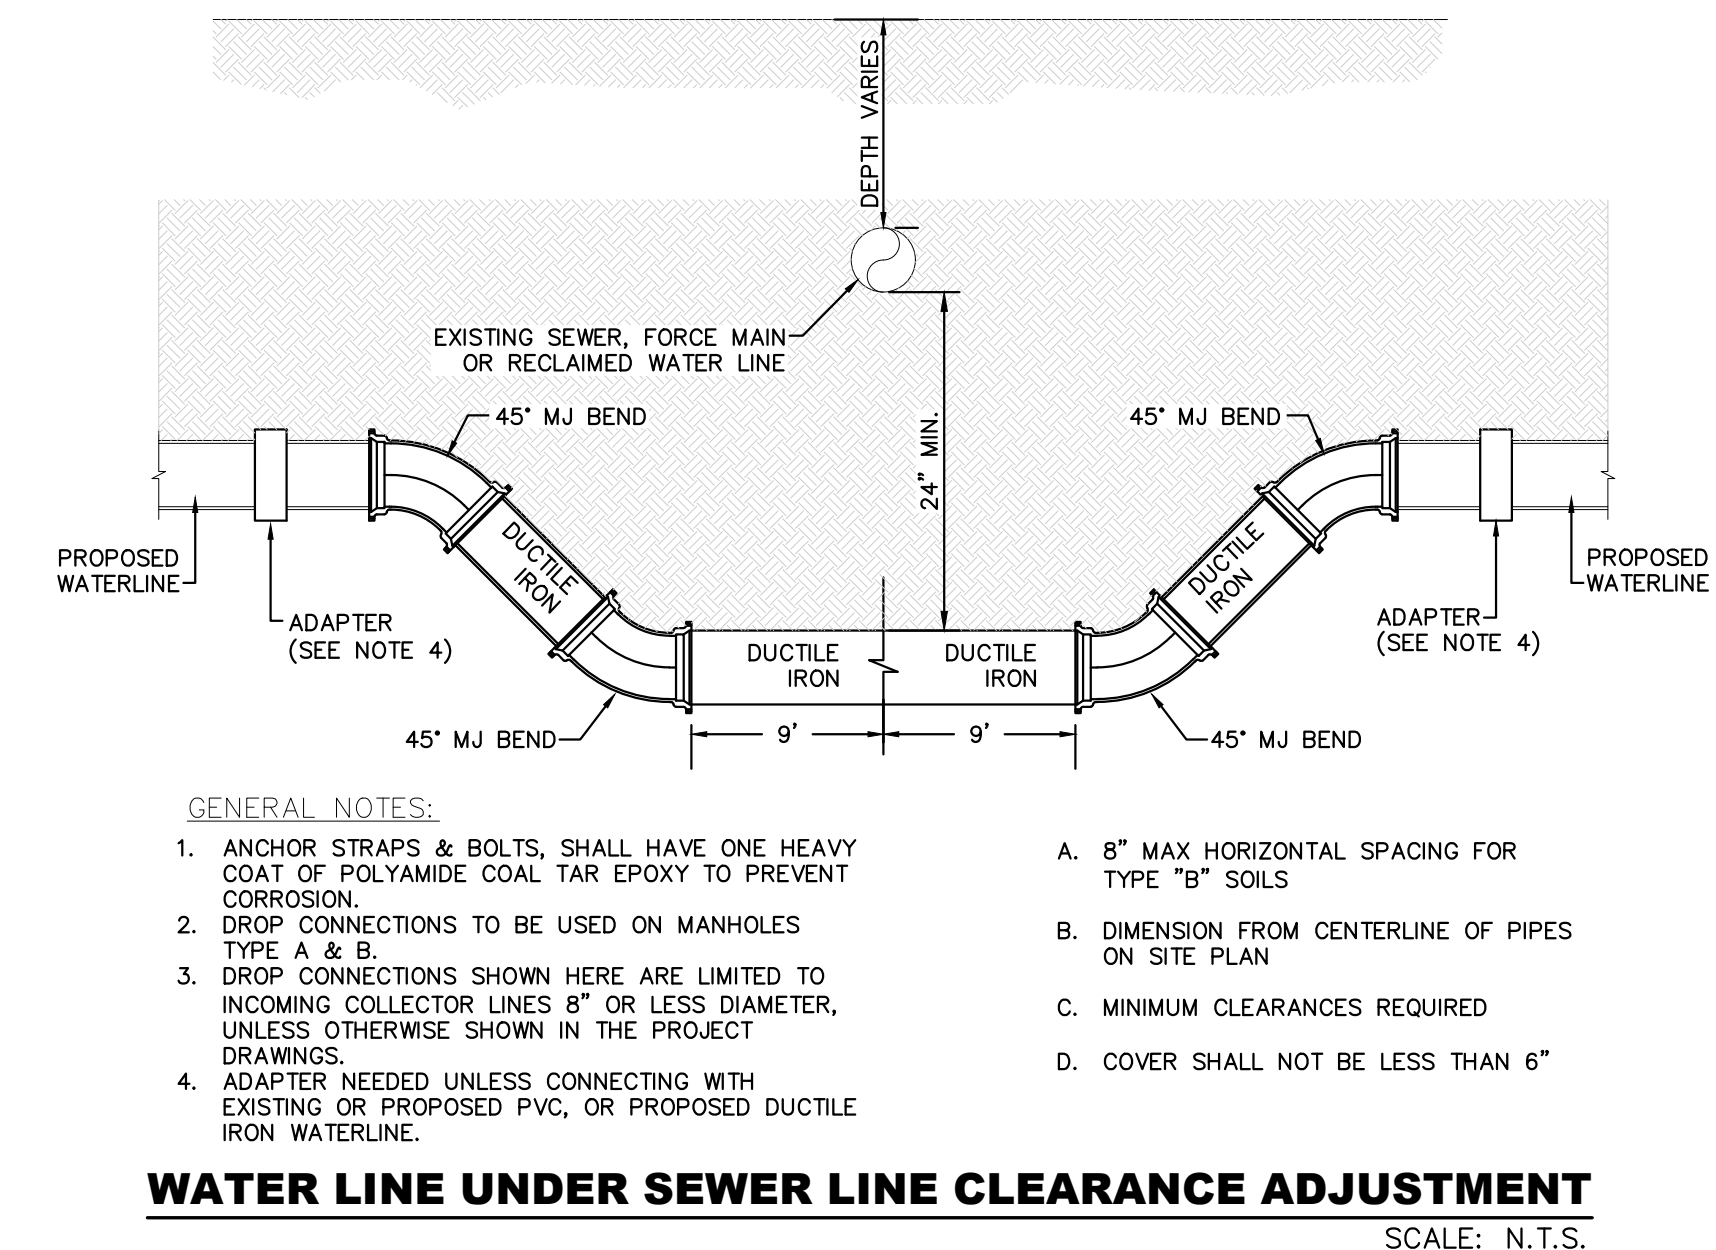 DEPTH VARIES
EXISTING SEWER, FORCE MAIN
OR RECLAIMED WATER LINE
45° MJ BEND
45° MJ BEND
24" MIN.
PROPOSED
WATERLINE
DUCTILE
IRON
DUCTILE
IRON
PROPOSED
WATERLINE
ADAPTER
(SEE NOTE 4)
ADAPTER
(SEE NOTE 4)
DUCTILE
IRON
DUCTILE
IRON
45° MJ BEND
9'
9'
45° MJ BEND
GENERAL NOTES:
1. ANCHOR STRAPS & BOLTS, SHALL HAVE ONE HEAVY
COAT OF POLYAMIDE COAL TAR EPOXY TO PREVENT
CORROSION.
2. DROP CONNECTIONS TO BE USED ON MANHOLES
TYPE A & B.
3. DROP CONNECTIONS SHOWN HERE ARE LIMITED TO
INCOMING COLLECTOR LINES 8" OR LESS DIAMETER,
UNLESS OTHERWISE SHOWN IN THE PROJECT
DRAWINGS.
4. ADAPTER NEEDED UNLESS CONNECTING WITH
EXISTING OR PROPOSED PVC, OR PROPOSED DUCTILE
IRON WATERLINE.
A. 8" MAX HORIZONTAL SPACING FOR
TYPE "B" SOILS
B. DIMENSION FROM CENTERLINE OF PIPES
ON SITE PLAN
C. MINIMUM CLEARANCES REQUIRED
D. COVER SHALL NOT BE LESS THAN 6"
WATER LINE UNDER SEWER LINE CLEARANCE ADJUSTMENT
SCALE: N.T.S.